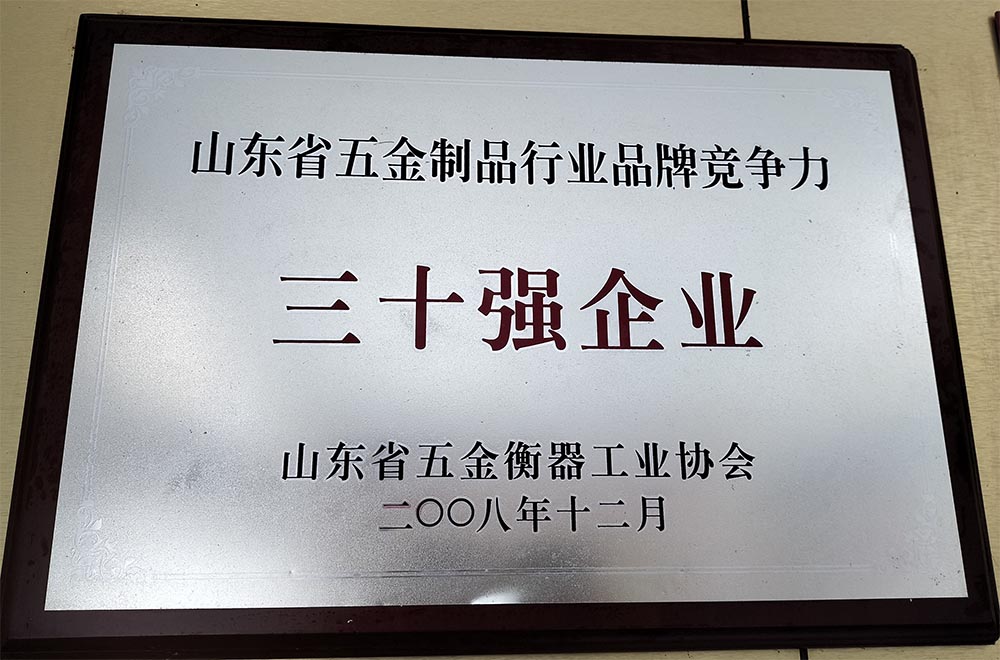 山东省五金制品行业品牌竞争力
三十强企业
山东省五金衡器工业协会
二〇〇八年十二月